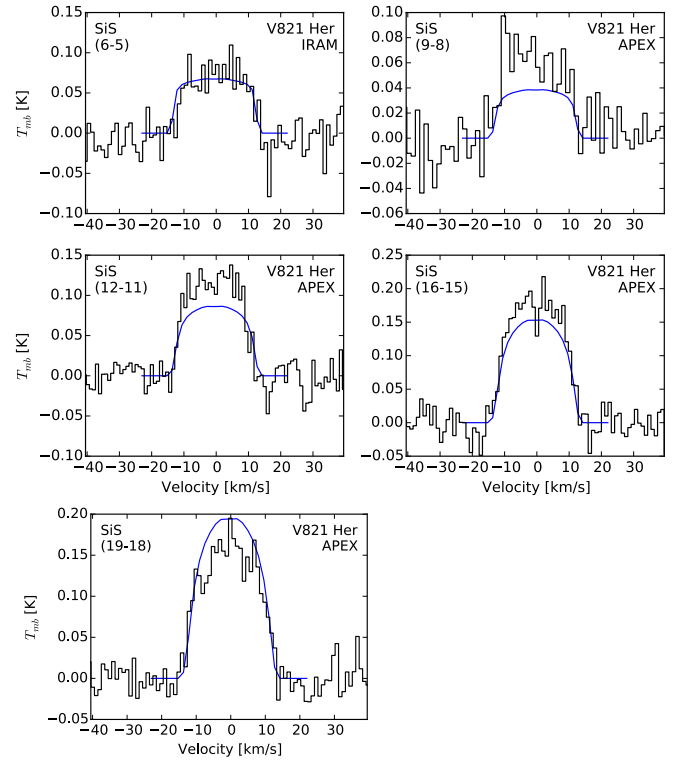 SiS
(6-5)
V821 Her
IRAM
T_mb [K]
0.15
0.10
0.05
0.00
−0.05
−0.10
−40 −30 −20 −10 0 10 20 30
SiS
(9-8)
V821 Her
APEX
0.10
0.08
0.06
0.04
0.02
0.00
−0.02
−0.04
−0.06
−40 −30 −20 −10 0 10 20 30
SiS
(12-11)
V821 Her
APEX
T_mb [K]
0.15
0.10
0.05
0.00
−0.05
−0.10
−40 −30 −20 −10 0 10 20 30
Velocity [km/s]
SiS
(16-15)
V821 Her
APEX
0.25
0.20
0.15
0.10
0.05
0.00
−0.05
−40 −30 −20 −10 0 10 20 30
Velocity [km/s]
SiS
(19-18)
V821 Her
APEX
T_mb [K]
0.20
0.15
0.10
0.05
0.00
−0.05
−40 −30 −20 −10 0 10 20 30
Velocity [km/s]